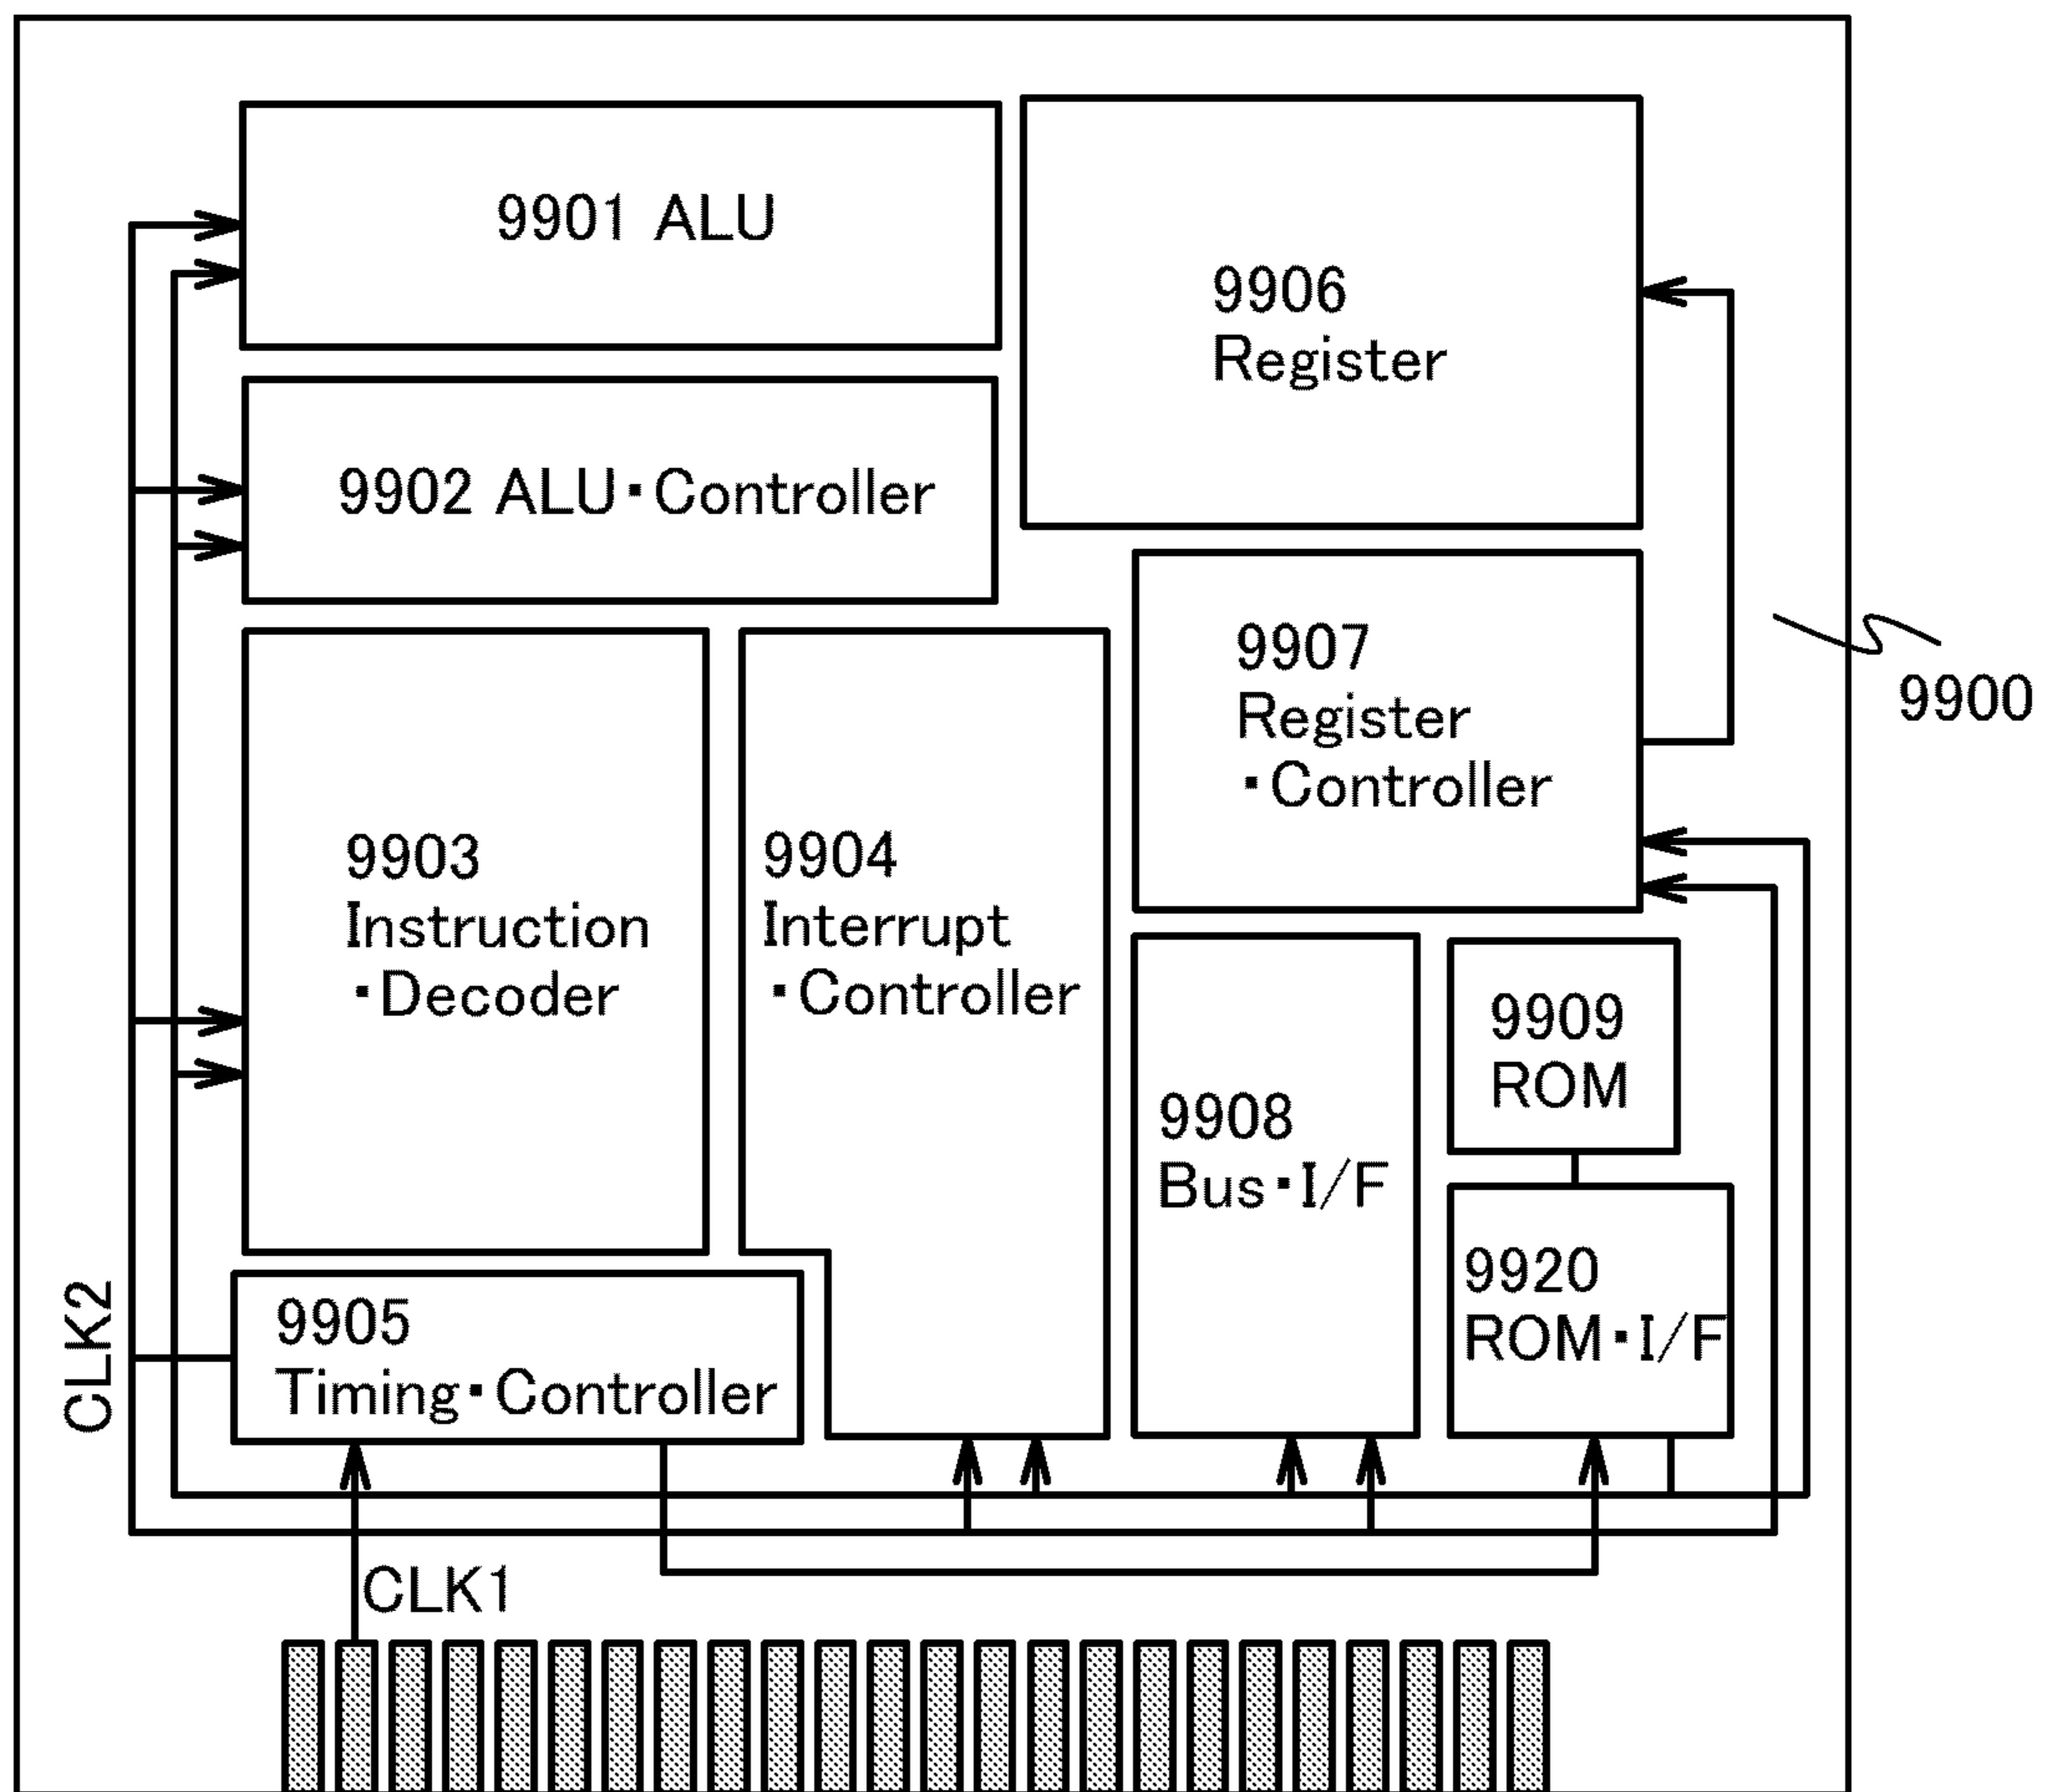 9901 ALU
9906
Register
9902 ALU・Controller
9907
Register
・Controller
9900
9903
Instruction
・Decoder
9904
Interrupt
・Controller
9909
ROM
9908
Bus・I/F
9920
ROM・I/F
9905
Timing・Controller
CLK2
CLK1